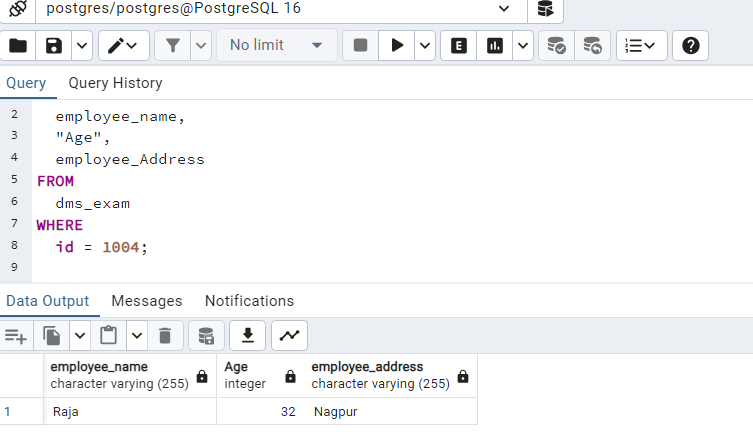 postgres/postgres@PostgreSQL 16
No limit
E
Query Query History
2 employee_name,
3 "Age",
4 employee_Address
5 FROM
6 dms_exam
7 WHERE
8 id = 1004;
9
Data Output Messages Notifications
employee_name Age employee_address
character varying (255) integer character varying (255)
1 Raja 32 Nagpur